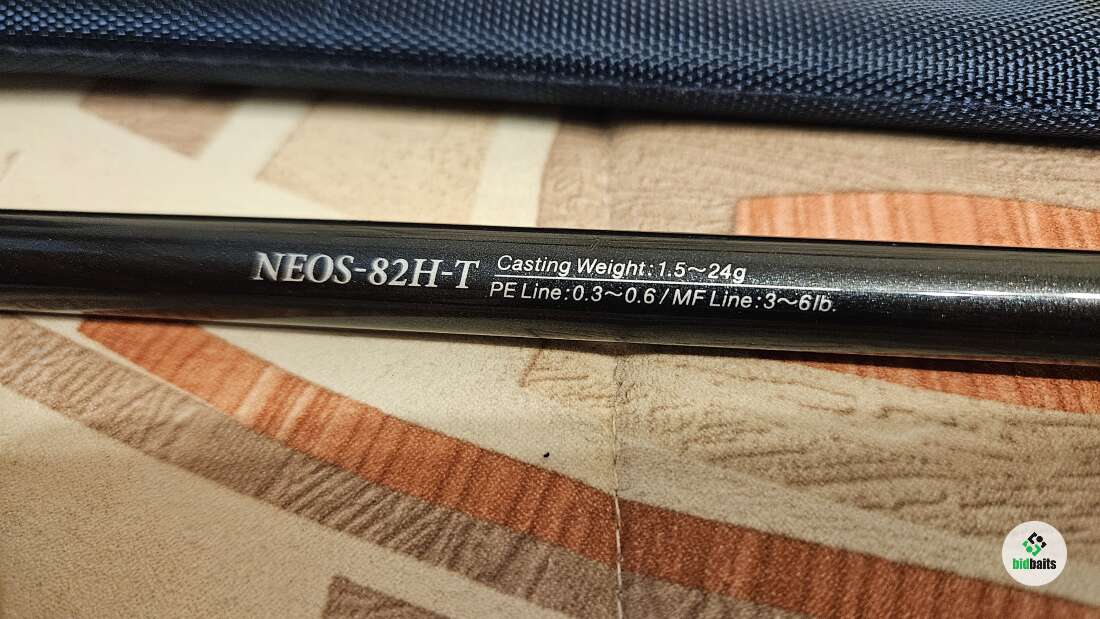 NEOS-82H-T
Casting Weight:1.5～24g
PE Line:0.3～0.6/MF Line:3～6lb.
bidbaits